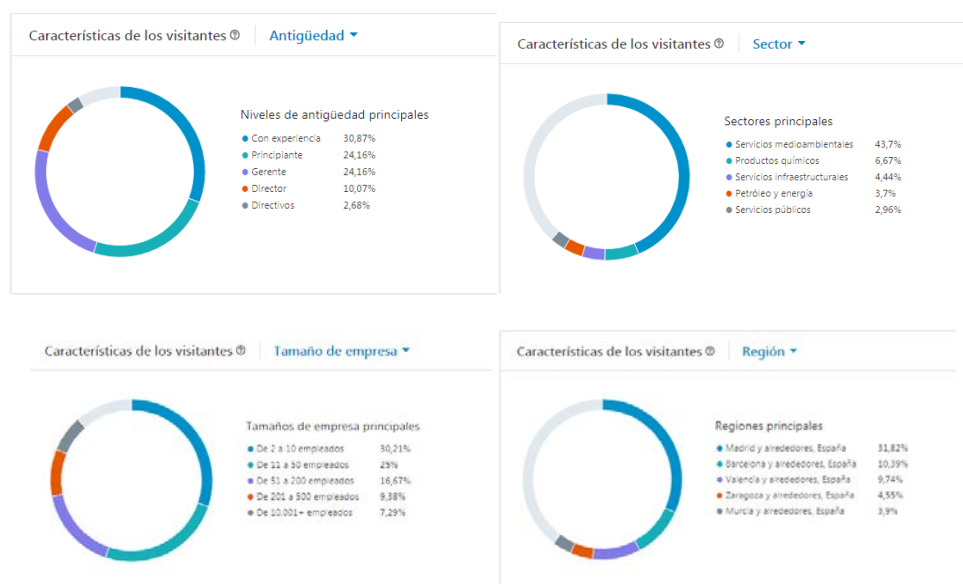 Características de los visitantes Antigüedad
Niveles de antigüedad principales
Con experiencia 30,87%
Principiante 24,16%
Gerente 24,16%
Director 10,07%
Directivos 2,68%
Características de los visitantes Sector
Sectores principales
Servicios medioambientales 43,7%
Productos químicos 6,67%
Servicios infraestructurales 4,44%
Petróleo y energía 3,7%
Servicios públicos 2,96%
Características de los visitantes Tamaño de empresa
Tamaños de empresa principales
De 2 a 10 empleados 30,21%
De 11 a 50 empleados 25%
De 51 a 200 empleados 16,67%
De 201 a 500 empleados 9,38%
De 10.001+ empleados 7,29%
Características de los visitantes Región
Regiones principales
Madrid y alrededores, España 31,82%
Barcelona y alrededores, España 10,39%
Valencia y alrededores, España 9,74%
Zaragoza y alrededores, España 4,55%
Murcia y alrededores, España 3,9%